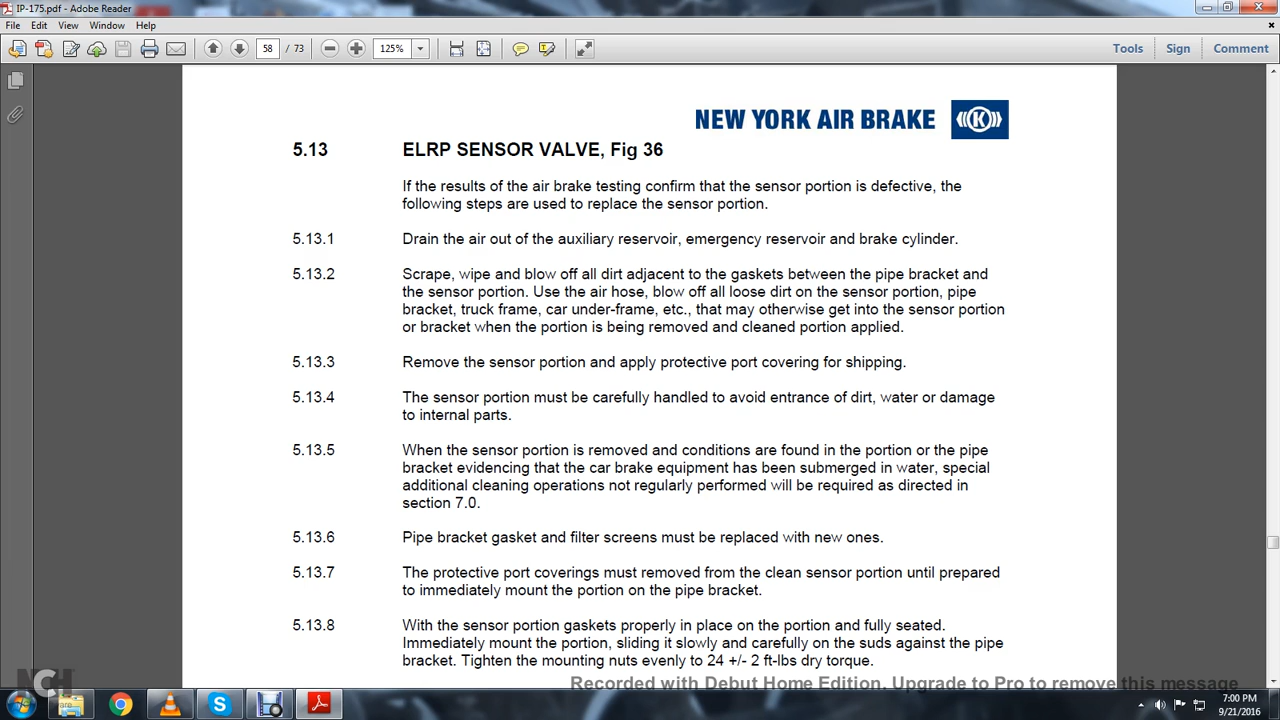 IP-175.pdf - Adobe Reader
File Edit View Window Help
58 / 73 125% Tools Sign Comment
NEW YORK AIR BRAKE K
5.13 ELRP SENSOR VALVE, Fig 36
If the results of the air brake testing confirm that the sensor portion is defective, the
following steps are used to replace the sensor portion.
5.13.1 Drain the air out of the auxiliary reservoir, emergency reservoir and brake cylinder.
5.13.2 Scrape, wipe and blow off all dirt adjacent to the gaskets between the pipe bracket and
the sensor portion. Use the air hose, blow off all loose dirt on the sensor portion, pipe
bracket, truck frame, car under-frame, etc., that may otherwise get into the sensor portion
or bracket when the portion is being removed and cleaned portion applied.
5.13.3 Remove the sensor portion and apply protective port covering for shipping.
5.13.4 The sensor portion must be carefully handled to avoid entrance of dirt, water or damage
to internal parts.
5.13.5 When the sensor portion is removed and conditions are found in the portion or the pipe
bracket evidencing that the car brake equipment has been submerged in water, special
additional cleaning operations not regularly performed will be required as directed in
section 7.0.
5.13.6 Pipe bracket gasket and filter screens must be replaced with new ones.
5.13.7 The protective port coverings must removed from the clean sensor portion until prepared
to immediately mount the portion on the pipe bracket.
5.13.8 With the sensor portion gaskets properly in place on the portion and fully seated.
Immediately mount the portion, sliding it slowly and carefully on the suds against the pipe
bracket. Tighten the mounting nuts evenly to 24 +/- 2 ft-lbs dry torque.
Recorded with Debut Home Edition. Upgrade to Pro to remove this message
NCH
7:00 PM
9/21/2016